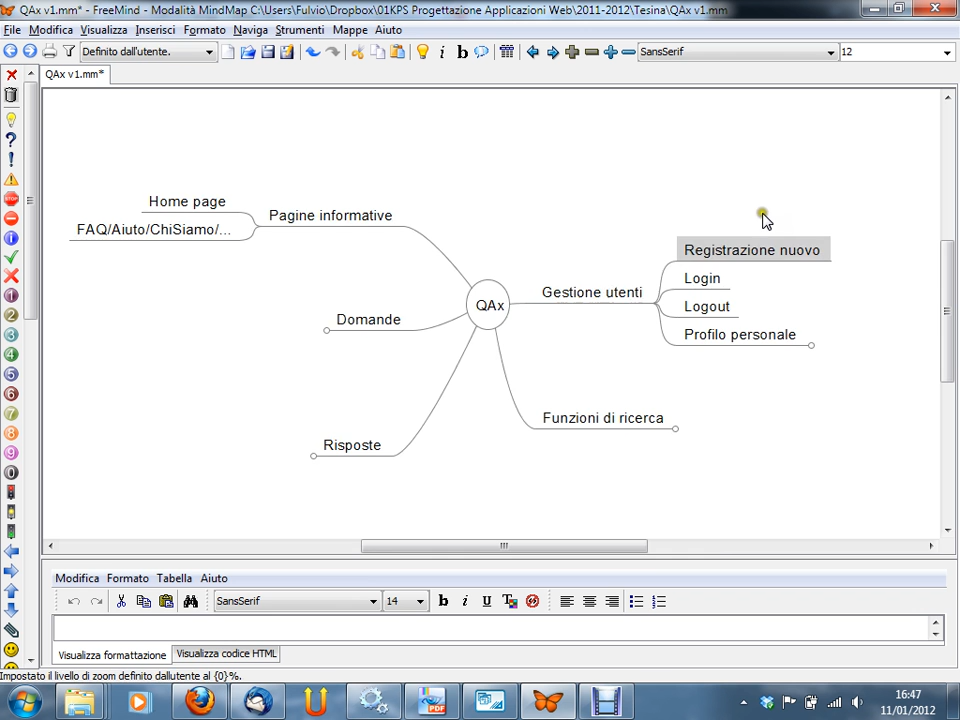 QAx v1.mm* - FreeMind - Modalità MindMap C:\Users\Fulvio\Dropbox\01KPS Progettazione Applicazioni Web\2011-2012\Tesina\QAx v1.mm
File Modifica Visualizza Inserisci Formato Naviga Strumenti Mappe Aiuto
Definito dall'utente.
SansSerif
12
QAx v1.mm*
Home page
Pagine informative
FAQ/Aiuto/ChiSiamo/...
Registrazione nuovo
Login
Gestione utenti
QAx
Logout
Domande
Profilo personale
Funzioni di ricerca
Risposte
Modifica Formato Tabella Aiuto
SansSerif
14
Visualizza formattazione
Visualizza codice HTML
Impostato il livello di zoom definito dallutente al {0}%.
16:47
11/01/2012